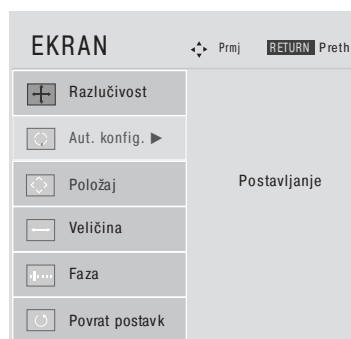 EKRAN
Prmj RETURN Preth
Razlučivost
Aut. konfig. ▶
Položaj
Postavljanje
Veličina
Faza
Povrat postavk